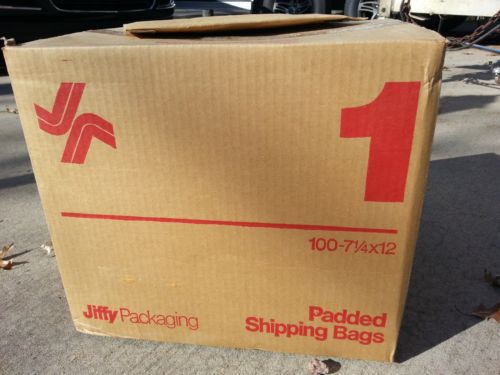 1
100-7¼x12
Jiffy Packaging
Padded
Shipping Bags